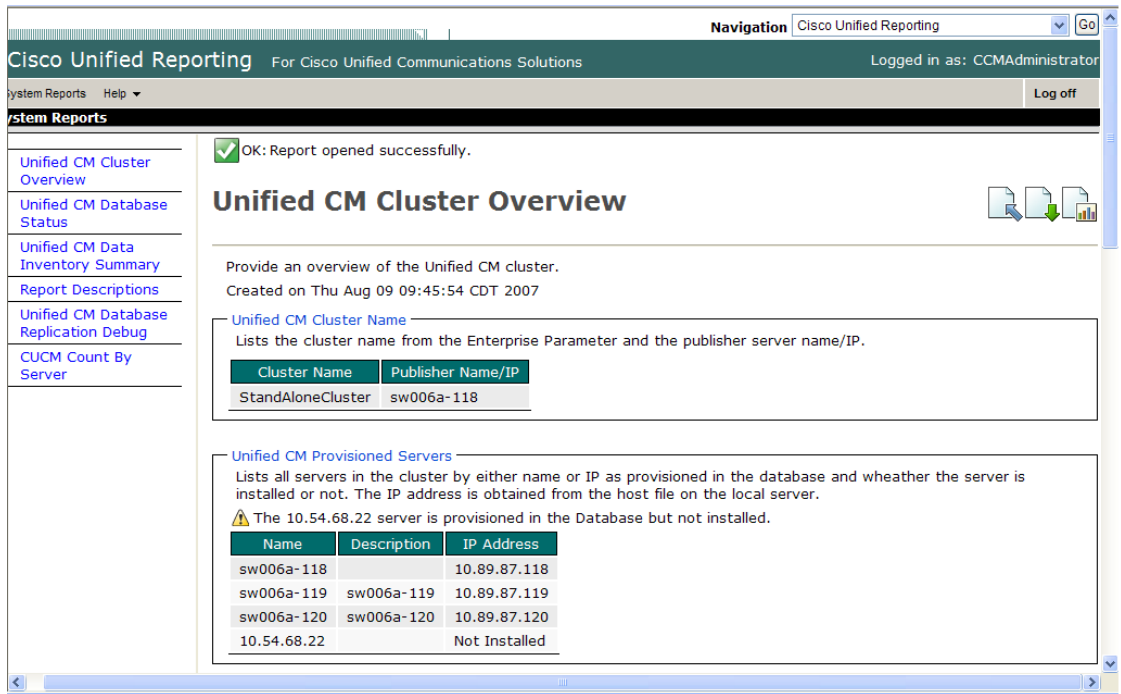 Navigation Cisco Unified Reporting Go
Cisco Unified Reporting For Cisco Unified Communications Solutions Logged in as: CCMAdministrator
System Reports Help Log off
ystem Reports
Unified CM Cluster
Overview
Unified CM Database
Status
Unified CM Data
Inventory Summary
Report Descriptions
Unified CM Database
Replication Debug
CUCM Count By
Server
OK: Report opened successfully.
Unified CM Cluster Overview
Provide an overview of the Unified CM cluster.
Created on Thu Aug 09 09:45:54 CDT 2007
Unified CM Cluster Name
Lists the cluster name from the Enterprise Parameter and the publisher server name/IP.
Cluster Name Publisher Name/IP
StandAloneCluster sw006a-118
Unified CM Provisioned Servers
Lists all servers in the cluster by either name or IP as provisioned in the database and wheather the server is
installed or not. The IP address is obtained from the host file on the local server.
The 10.54.68.22 server is provisioned in the Database but not installed.
Name Description IP Address
sw006a-118 10.89.87.118
sw006a-119 sw006a-119 10.89.87.119
sw006a-120 sw006a-120 10.89.87.120
10.54.68.22 Not Installed